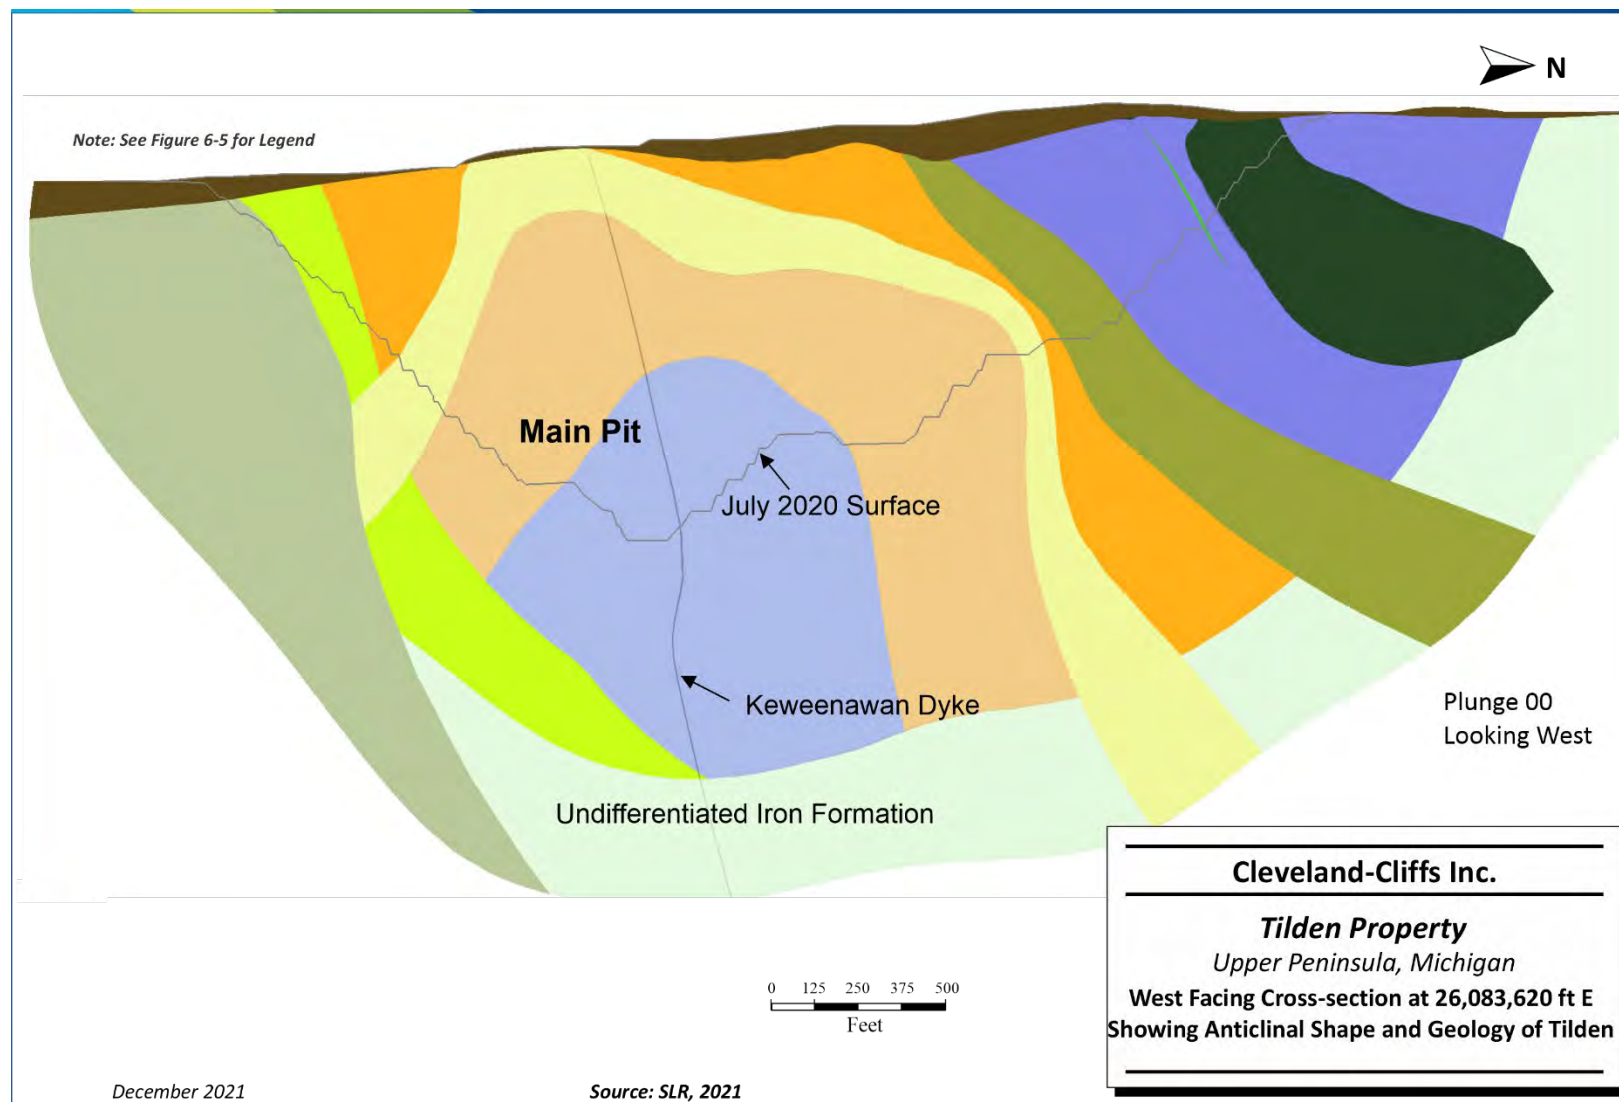 N
Note: See Figure 6-5 for Legend
Main Pit
July 2020 Surface
Keweenawan Dyke
Plunge 00
Looking West
Undifferentiated Iron Formation
Cleveland-Cliffs Inc.
Tilden Property
Upper Peninsula, Michigan
West Facing Cross-section at 26,083,620 ft E
Showing Anticlinal Shape and Geology of Tilden
0 125 250 375 500
Feet
December 2021
Source: SLR, 2021